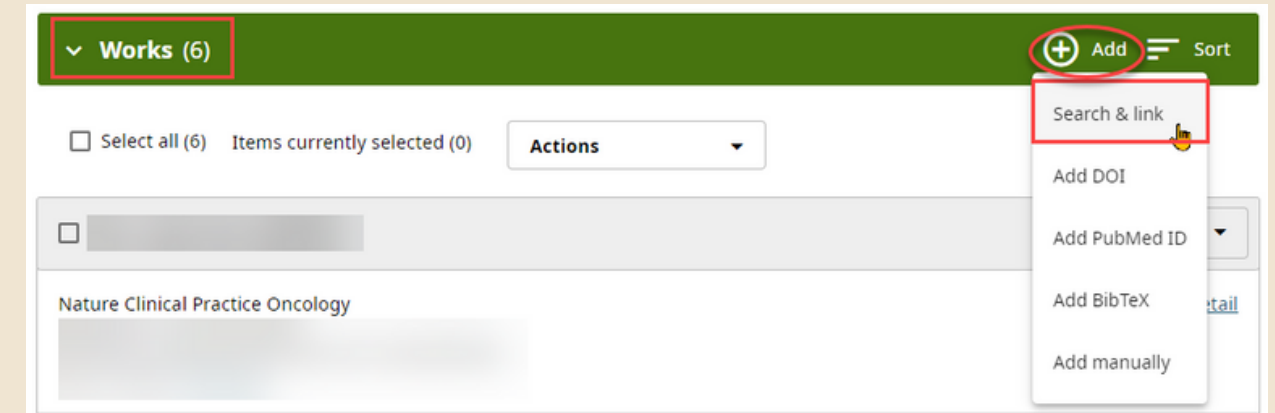 Works (6)
Add
Sort
Search & link
Select all (6)
Items currently selected (0)
Actions
Add DOI
Add PubMed ID
Nature Clinical Practice Oncology
Add BibTeX
etail
Add manually